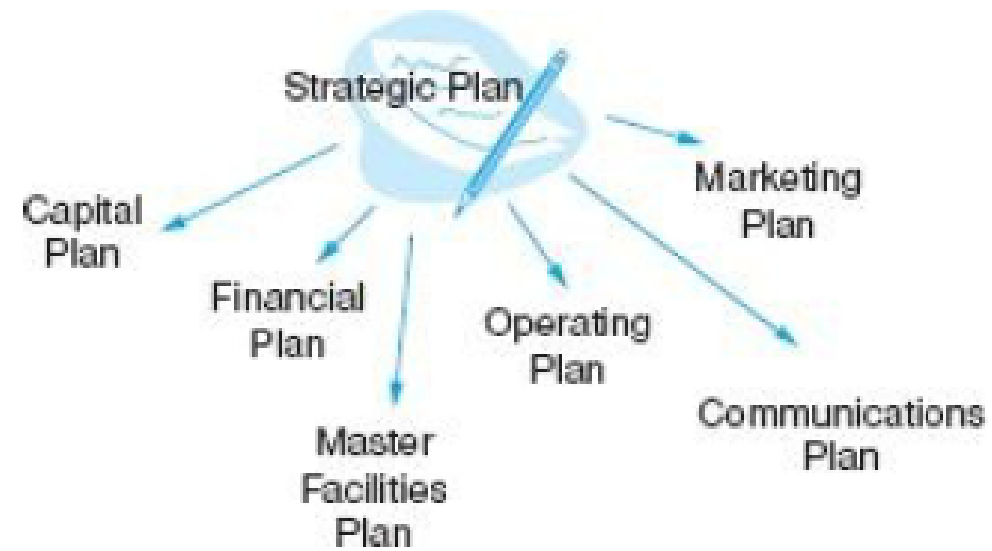 Strategic Plan
Marketing
Plan
Capital
Plan
Financial
Plan
Operating
Plan
Communications
Plan
Master
Facilities
Plan